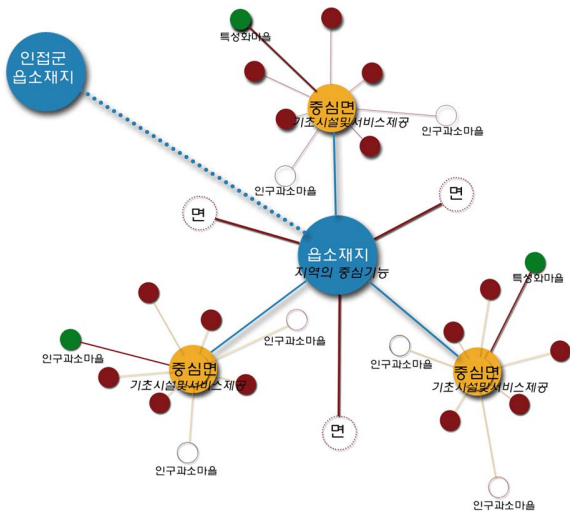 인접군
읍소재지
특성화마을
중심면
기초시설및서비스제공
인구과소마을
인구과소마을
면
면
읍소재지
지역의 중심기능
특성화마을
인구과소마을
인구과소마을
인구과소마을
중심면
기초시설및서비스제공
중심면
기초시설및서비스제공
면
인구과소마을
인구과소마을